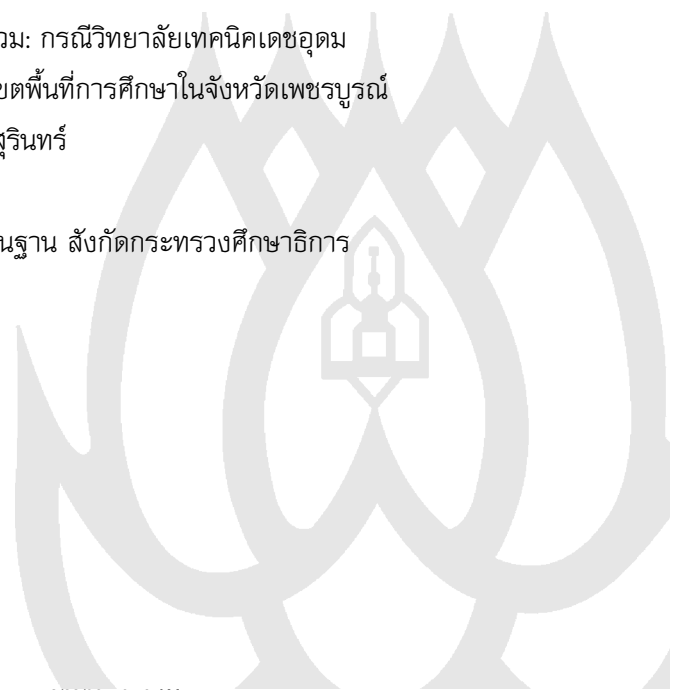 วม: กรณีวิทยาลัยเทคนิคเดชอุดม
ขตพื้นที่การศึกษาในจังหวัดเพชรบูรณ์
สุรินทร์
นฐาน สังกัดกระทรวงศึกษาธิการ